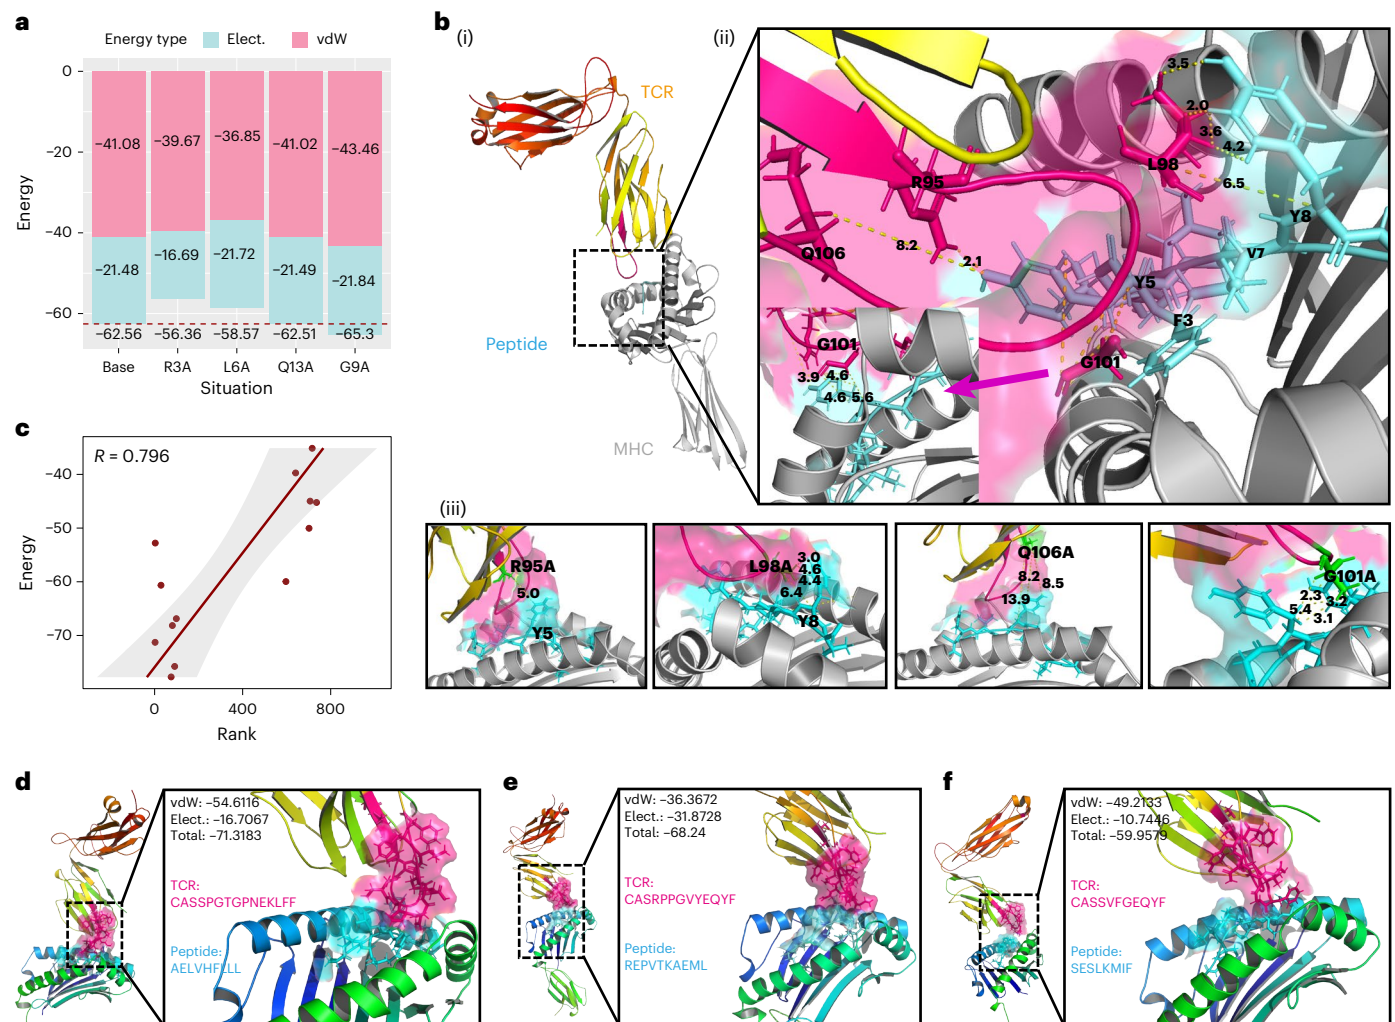 a
Energy type Elect. vdW
Energy
0
−20
−40
−60
−41.08 −39.67 −36.85 −41.02 −43.46
−21.48 −16.69 −21.72 −21.49 −21.84
−62.56 −56.36 −58.57 −62.51 −65.3
Base R3A L6A Q13A G9A
Situation
b
(i)
TCR
Peptide
MHC
(ii)
3.5
2.0
3.6
4.2
L98
6.5
R95
Y8
8.2
Q106
2.1
V7
Y5
F3
G101
G101
3.9 4.6
4.6 5.6
(iii)
R95A
5.0
Y5
L98A
3.0
4.6
4.4
6.4
Y8
Q106A
8.2
8.5
13.9
G101A
2.3
3.2
5.4
3.1
c
R = 0.796
Energy
−40
−50
−60
−70
0 400 800
Rank
d
vdW: −54.6116
Elect.: −16.7067
Total: −71.3183
TCR:
CASSPGTGPNEKLFF
Peptide:
AELVHFLLL
e
vdW: −36.3672
Elect.: −31.8728
Total: −68.24
TCR:
CASRPPGVYEQYF
Peptide:
REPVTKAEML
f
vdW: −49.2133
Elect.: −10.7446
Total: −59.9579
TCR:
CASSVFGEQYF
Peptide:
SESLKMIF